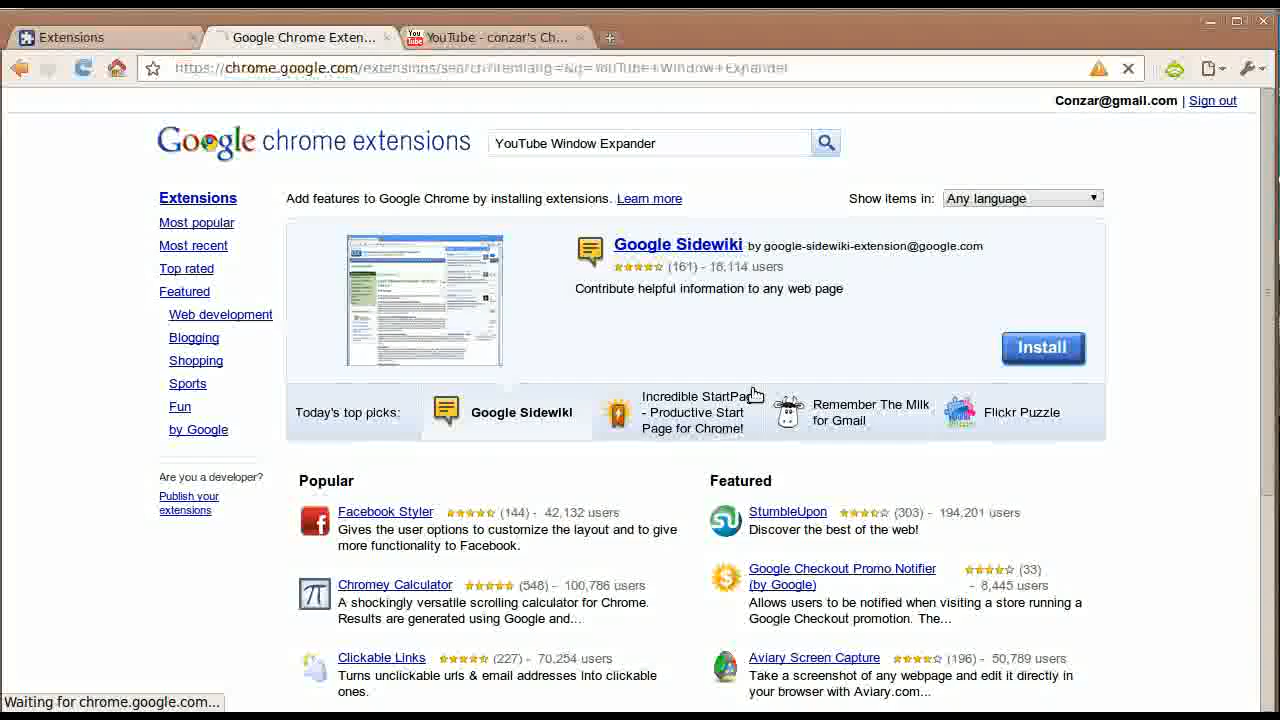 Extensions
Google Chrome Exten...
YouTube - conzar's Ch...
https://chrome.google.com/extensions/search?itemlang=&q=YouTube+Window+Expander
Conzar@gmail.com | Sign out
Google chrome extensions
YouTube Window Expander
Extensions
Most popular
Most recent
Top rated
Featured
Web development
Blogging
Shopping
Sports
Fun
by Google
Are you a developer?
Publish your
extensions
Add features to Google Chrome by installing extensions. Learn more
Show items in: Any language
Google Sidewiki by google-sidewiki-extension@google.com
(161) - 16,114 users
Contribute helpful information to any web page
Install
Today's top picks:
Google Sidewiki
Incredible StartPag
- Productive Start
Page for Chrome!
Remember The Milk
for Gmail
Flickr Puzzle
Popular
Facebook Styler (144) - 42,132 users
Gives the user options to customize the layout and to give
more functionality to Facebook.
Chromey Calculator (548) - 100,786 users
A shockingly versatile scrolling calculator for Chrome.
Results are generated using Google and...
Clickable Links (227) - 70,254 users
Turns unclickable urls & email addresses into clickable
ones.
Featured
StumbleUpon (303) - 194,201 users
Discover the best of the web!
Google Checkout Promo Notifier (33)
(by Google) - 8,445 users
Allows users to be notified when visiting a store running a
Google Checkout promotion. The...
Aviary Screen Capture (196) - 50,789 users
Take a screenshot of any webpage and edit it directly in
your browser with Aviary.com...
Waiting for chrome.google.com...